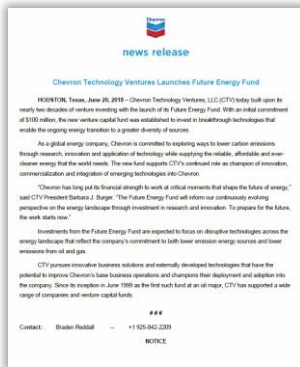 Chevron
news release
Chevron Technology Ventures Launches Future Energy Fund
HOUSTON, Texas, June 20, 2018 – Chevron Technology Ventures, LLC (CTV) today built upon its
nearly two decades of venture investing with the launch of its Future Energy Fund. With an initial commitment
of $100 million, the new venture capital fund was established to invest in breakthrough technologies that
enable the ongoing energy transition to a greater diversity of sources.
As a global energy company, Chevron is committed to exploring ways to lower carbon emissions
through research, innovation and application of technology while supplying the reliable, affordable and ever-
cleaner energy that the world needs. The new fund supports CTV's continued role as champion of innovation,
commercialization and integration of emerging technologies into Chevron.
"Chevron has long put its financial strength to work at critical moments that shape the future of energy,"
said CTV President Barbara J. Burger. "The Future Energy Fund will inform our continuously evolving
perspective on the energy landscape through investment in research and innovation. To prepare for the future,
the work starts now."
Investments from the Future Energy Fund are expected to focus on disruptive technologies across the
energy landscape that reflect the company's commitment to both lower emission energy sources and lower
emissions from oil and gas.
CTV pursues innovative business solutions and externally developed technologies that have the
potential to improve Chevron's base business operations and champions their deployment and adoption into
the company. Since its inception in June 1999 as the first such fund at an oil major, CTV has supported a wide
range of companies and venture capital funds.
###
Contact: Braden Reddall – +1 925-842-2209
NOTICE